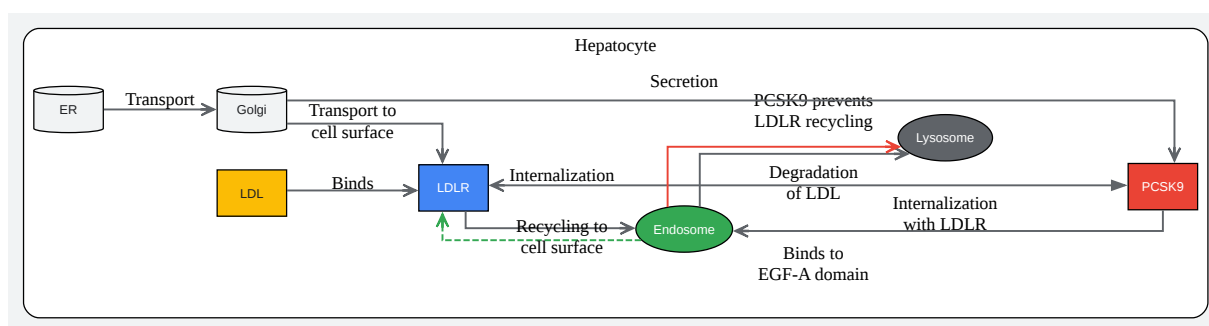 Hepatocyte
Secretion
ER
Transport
Golgi
Transport to
cell surface
PCSK9 prevents
LDLR recycling
Lysosome
LDL
Binds
LDLR
Internalization
Degradation
of LDL
PCSK9
Internalization
with LDLR
Recycling to
cell surface
Endosome
Binds to
EGF-A domain